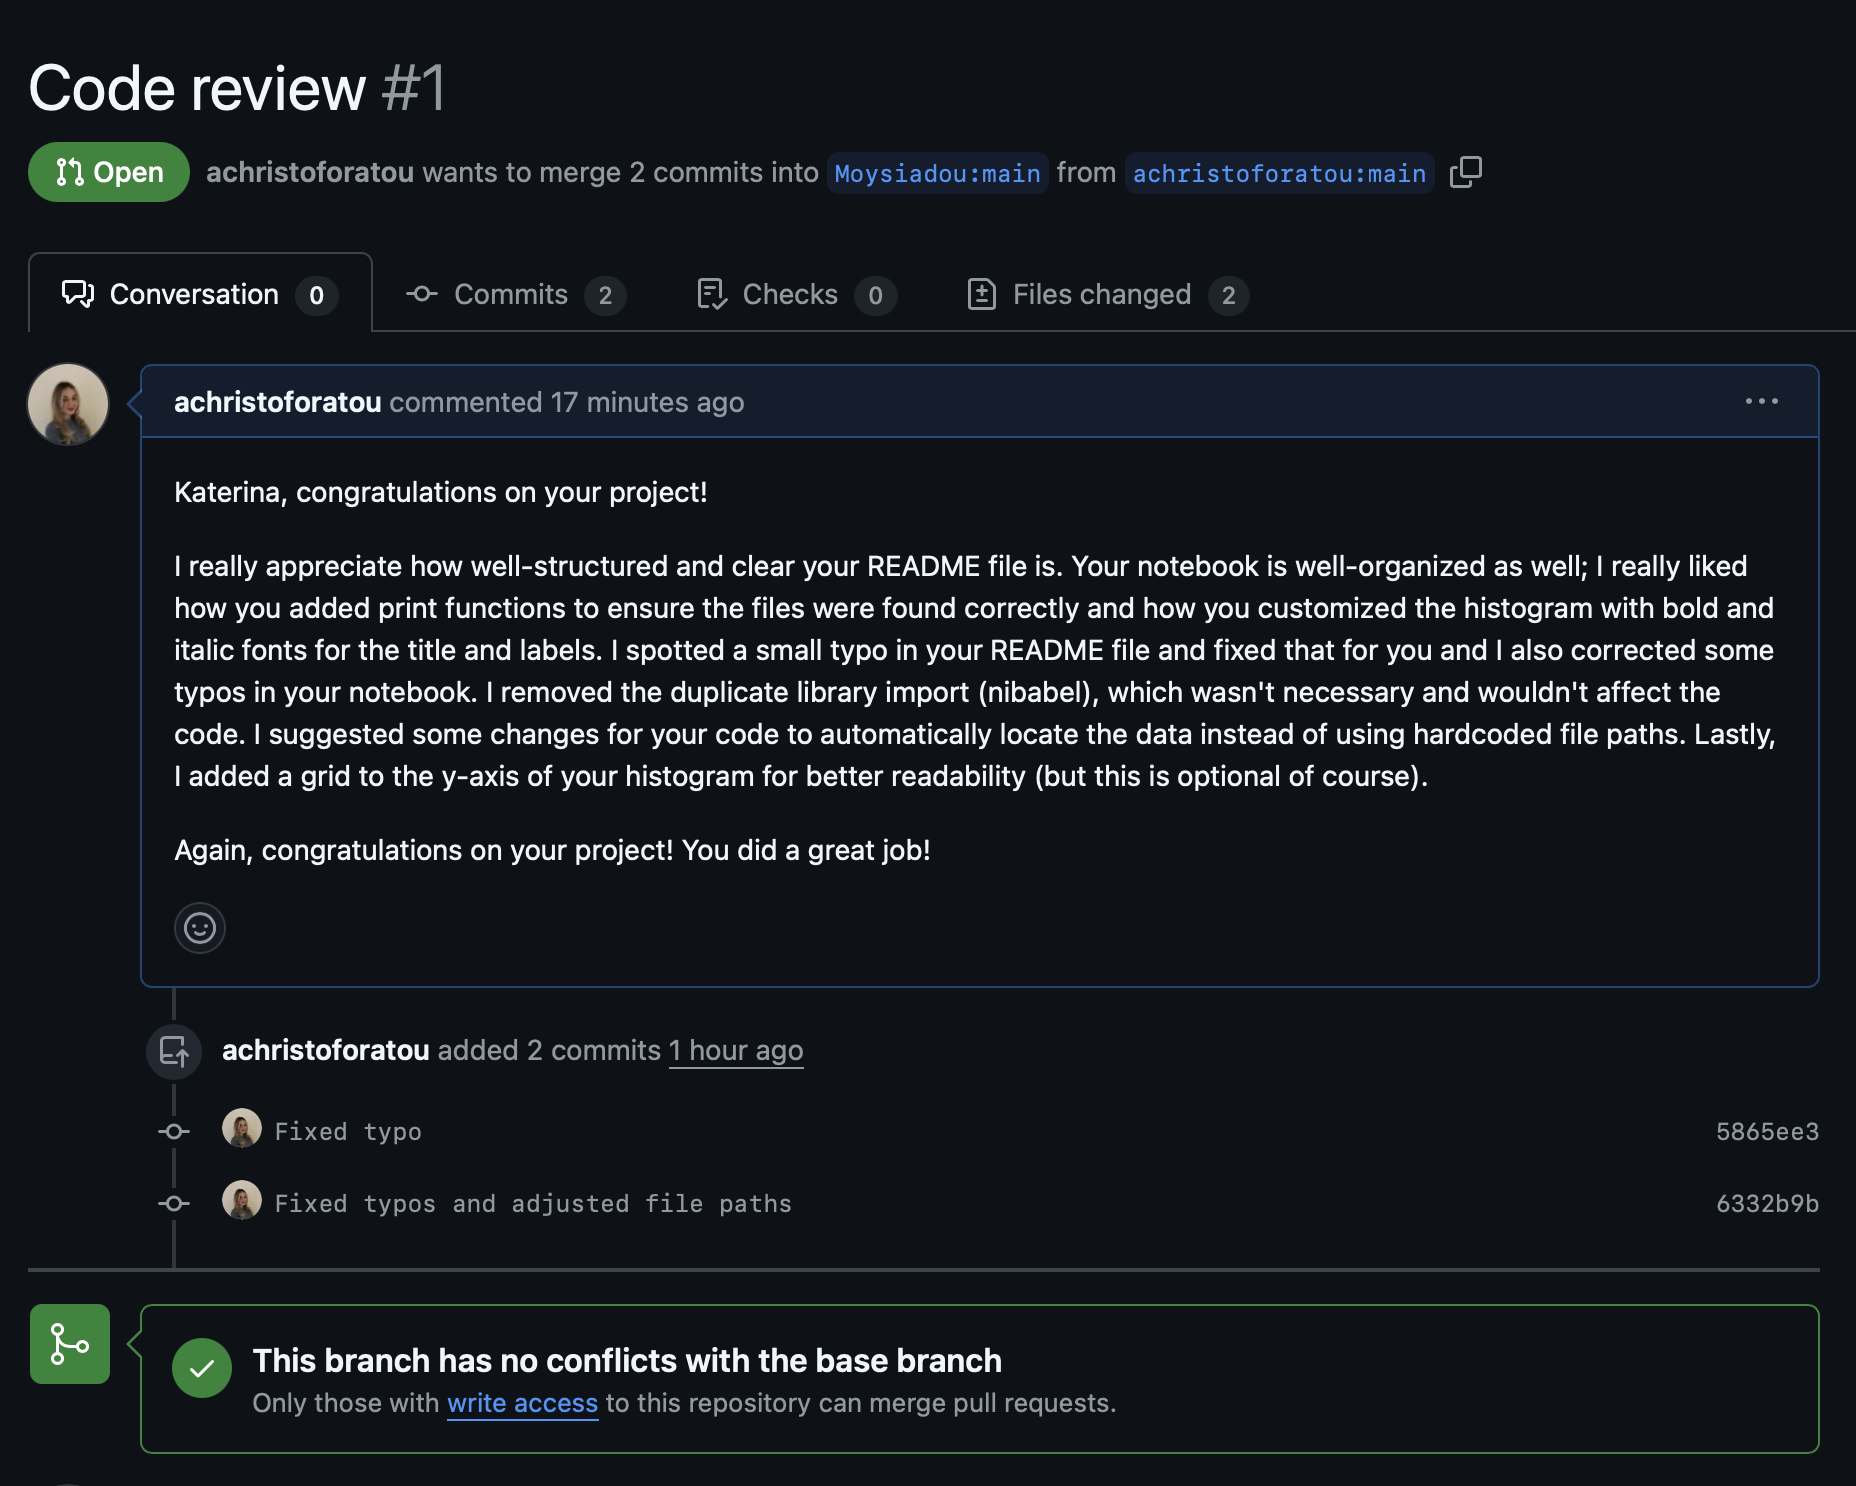 Code review #1
Open
achristoforatou wants to merge 2 commits into Moysiadou:main from achristoforatou:main
Conversation 0
Commits 2
Checks 0
Files changed 2
achristoforatou commented 17 minutes ago
Katerina, congratulations on your project!
I really appreciate how well-structured and clear your README file is. Your notebook is well-organized as well; I really liked
how you added print functions to ensure the files were found correctly and how you customized the histogram with bold and
italic fonts for the title and labels. I spotted a small typo in your README file and fixed that for you and I also corrected some
typos in your notebook. I removed the duplicate library import (nibabel), which wasn't necessary and wouldn't affect the
code. I suggested some changes for your code to automatically locate the data instead of using hardcoded file paths. Lastly,
I added a grid to the y-axis of your histogram for better readability (but this is optional of course).
Again, congratulations on your project! You did a great job!
achristoforatou added 2 commits 1 hour ago
Fixed typo 5865ee3
Fixed typos and adjusted file paths 6332b9b
This branch has no conflicts with the base branch
Only those with write access to this repository can merge pull requests.